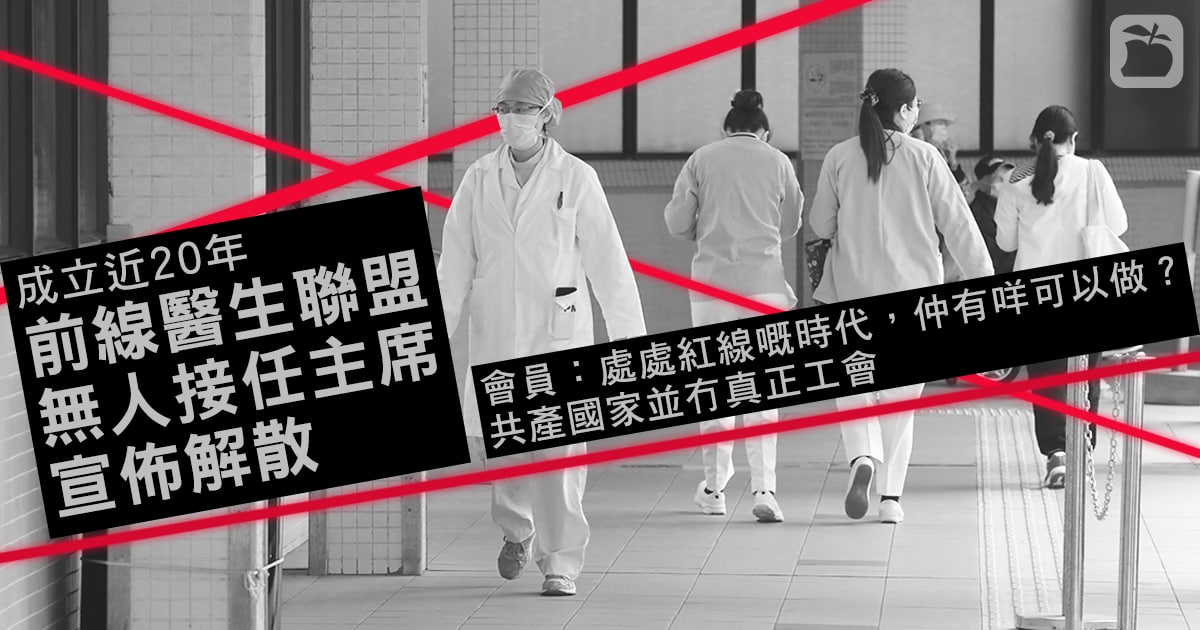 成立近20年
前線醫生聯盟
無人接任主席
宣佈解散
會員：處處紅線嘅時代，仲有咩可以做？
共產國家並冇真正工會